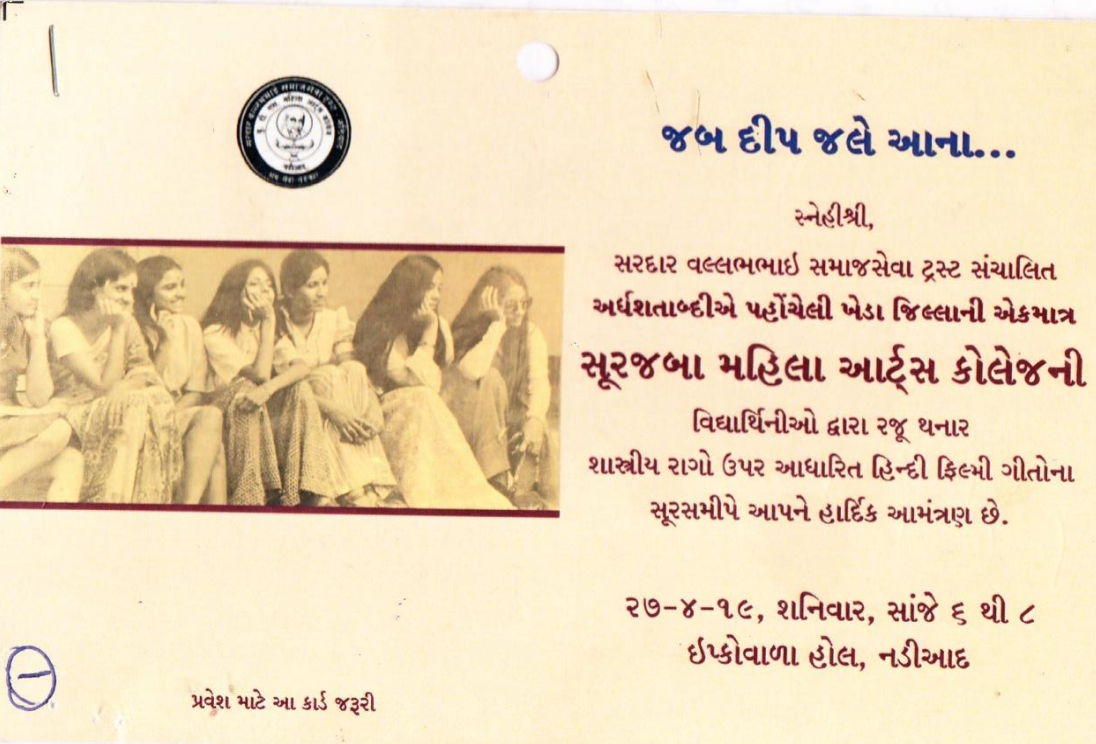 જબ દીપ જલે આના...
સ્નેહીશ્રી,
સરદાર વલ્લભભાઇ સમાજસેવા ટ્રસ્ટ સંચાલિત
અર્ધશતાબ્દીએ પહોંચેલી ખેડા જિલ્લાની એકમાત્ર
સૂરજબા મહિલા આર્ટ્સ કોલેજની
વિદ્યાર્થિનીઓ દ્વારા રજૂ થનાર
શાસ્ત્રીય રાગો ઉપર આધારિત હિન્દી ફિલ્મી ગીતોના
સૂરસમીપે આપને હાર્દિક આમંત્રણ છે.
૨૭-૪-૧૯, શનિવાર, સાંજે ૬ થી ૮
ઇપ્કોવાળા હોલ, નડીઆદ
પ્રવેશ માટે આ કાર્ડ જરૂરી